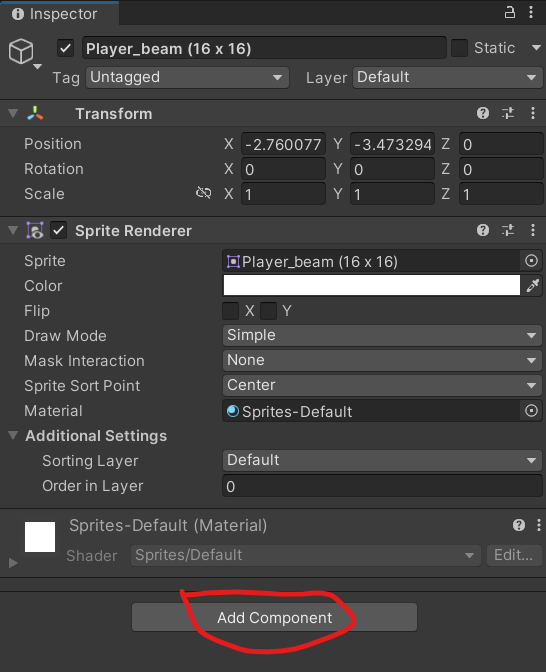 Inspector
Player_beam (16 x 16) Static
Tag Untagged Layer Default
Transform
Position X -2.760077 Y -3.473294 Z 0
Rotation X 0 Y 0 Z 0
Scale X 1 Y 1 Z 1
Sprite Renderer
Sprite Player_beam (16 x 16)
Color
Flip X Y
Draw Mode Simple
Mask Interaction None
Sprite Sort Point Center
Material Sprites-Default
Additional Settings
Sorting Layer Default
Order in Layer 0
Sprites-Default (Material)
Shader Sprites/Default Edit...
Add Component